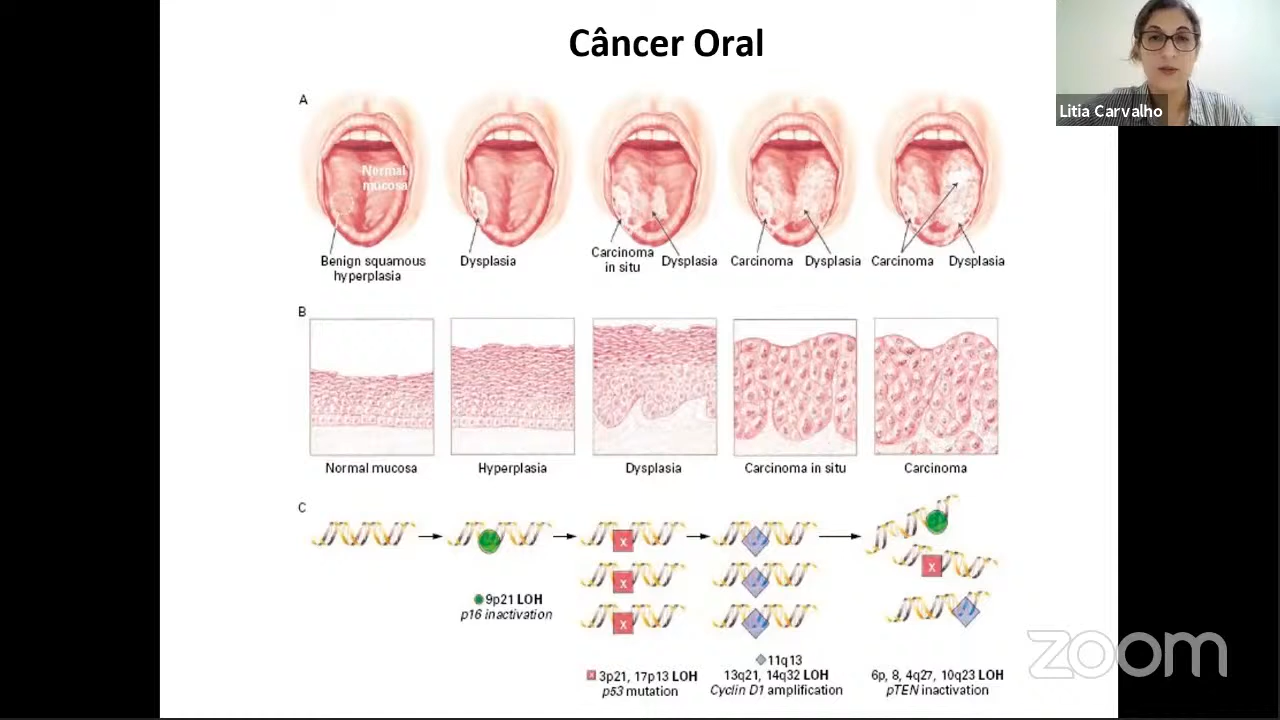 Câncer Oral
Litia Carvalho
A
Normal
mucosa
Benign squamous
hyperplasia
Dysplasia
Carcinoma
in situ
Dysplasia
Carcinoma
Dysplasia
Carcinoma
Dysplasia
B
Normal mucosa
Hyperplasia
Dysplasia
Carcinoma in situ
Carcinoma
C
x
x
x
x
9p21 LOH
p16 inactivation
3p21, 17p13 LOH
p53 mutation
11q13
13q21, 14q32 LOH
Cyclin D1 amplification
6p, 8, 4q27, 10q23 LOH
pTEN inactivation
zoom